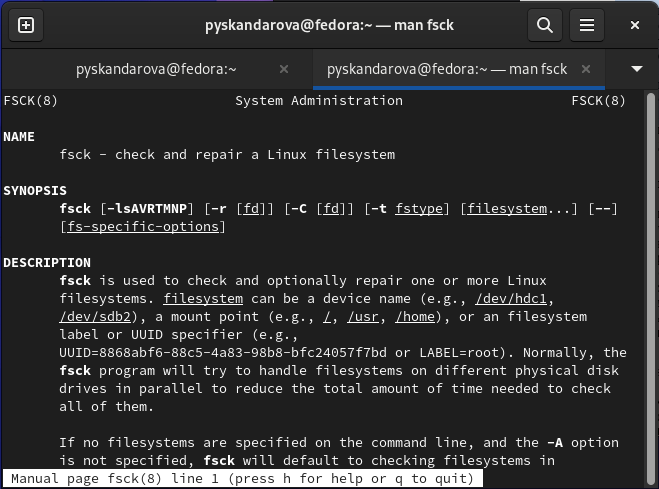 pyskandarova@fedora:~ — man fsck
pyskandarova@fedora:~
pyskandarova@fedora:~ — man fsck
FSCK(8) System Administration FSCK(8)
NAME
fsck - check and repair a Linux filesystem
SYNOPSIS
fsck [-lsAVRTMNP] [-r [fd]] [-C [fd]] [-t fstype] [filesystem...] [--]
[fs-specific-options]
DESCRIPTION
fsck is used to check and optionally repair one or more Linux
filesystems. filesystem can be a device name (e.g., /dev/hdc1,
/dev/sdb2), a mount point (e.g., /, /usr, /home), or an filesystem
label or UUID specifier (e.g.,
UUID=8868abf6-88c5-4a83-98b8-bfc24057f7bd or LABEL=root). Normally, the
fsck program will try to handle filesystems on different physical disk
drives in parallel to reduce the total amount of time needed to check
all of them.
If no filesystems are specified on the command line, and the -A option
is not specified, fsck will default to checking filesystems in
Manual page fsck(8) line 1 (press h for help or q to quit)